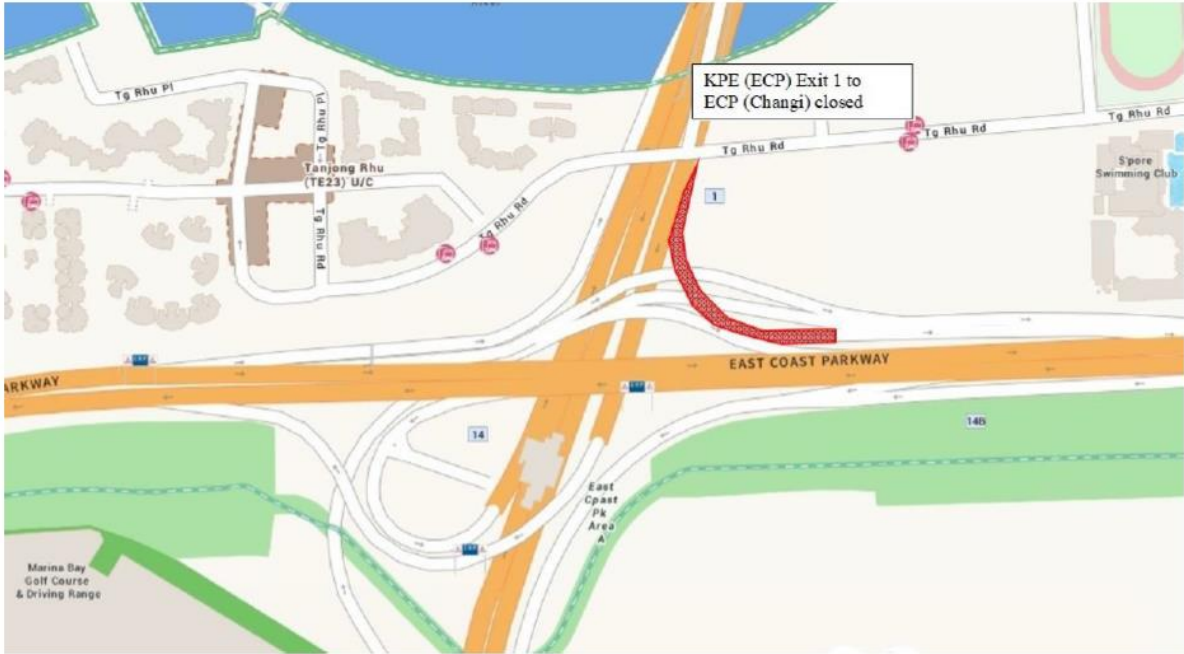 KPE (ECP) Exit 1 to
ECP (Changi) closed
Tg Rhu Pl
Tg Rhu Rd
Tg Rhu Rd
Tg Rhu Rd
S'pore
Swimming Club
Tanjong Rhu
(TE23) U/C
1
Tg Rhu Rd
Tg Rhu Rd
EAST COAST PARKWAY
ARKWAY
14
14B
East
Coast
Pk
Area
A
Marina Bay
Golf Course
& Driving Range